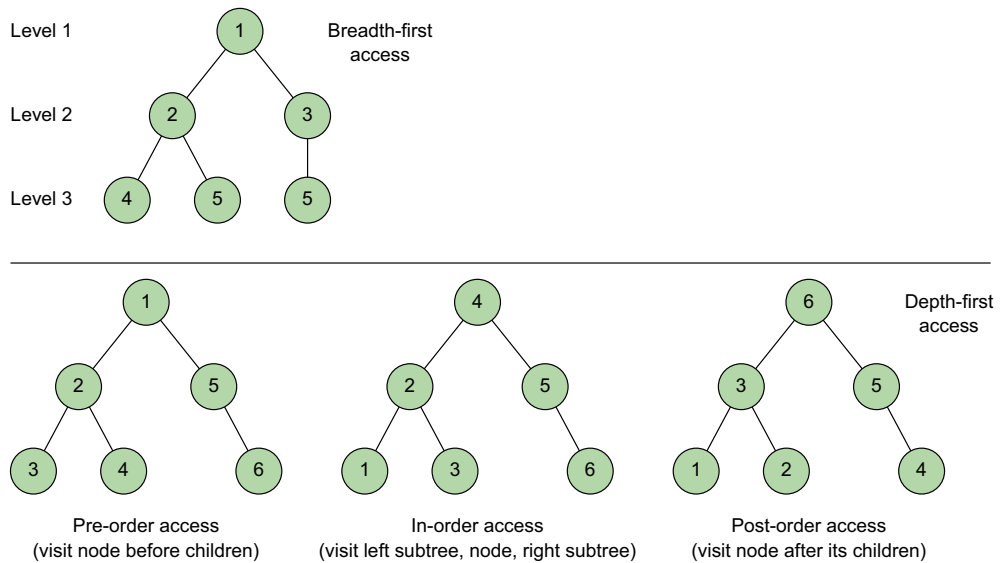 Level 1
1
Breadth-first
access
Level 2
2
3
Level 3
4
5
5
1
4
6
Depth-first
access
2
5
2
5
3
5
3
4
6
1
3
6
1
2
4
Pre-order access
(visit node before children)
In-order access
(visit left subtree, node, right subtree)
Post-order access
(visit node after its children)